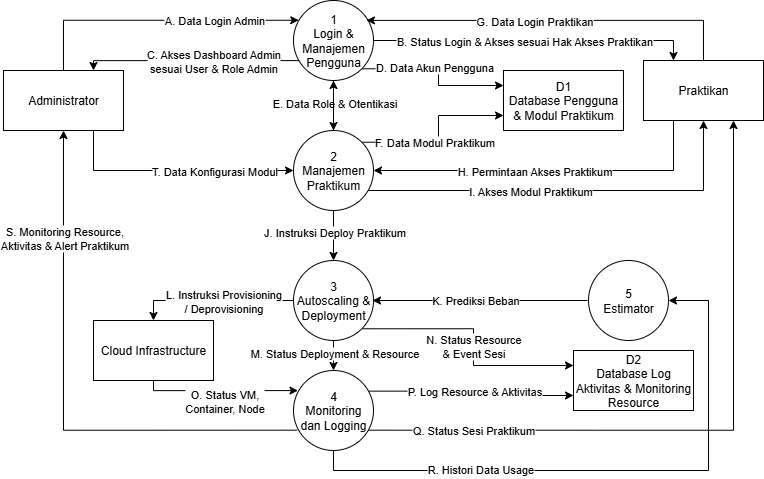 A. Data Login Admin
1
Login &
Manajemen
Pengguna
G. Data Login Praktikan
B. Status Login & Akses sesuai Hak Akses Praktikan
C. Akses Dashboard Admin
sesuai User & Role Admin
D. Data Akun Pengguna
Administrator
D1
Database Pengguna
& Modul Praktikum
Praktikan
E. Data Role & Otentikasi
F. Data Modul Praktikum
T. Data Konfigurasi Modul
2
Manajemen
Praktikum
H. Permintaan Akses Praktikum
I. Akses Modul Praktikum
S. Monitoring Resource,
Aktivitas & Alert Praktikum
J. Instruksi Deploy Praktikum
L. Instruksi Provisioning
/ Deprovisioning
3
Autoscaling &
Deployment
K. Prediksi Beban
5
Estimator
Cloud Infrastructure
M. Status Deployment & Resource
N. Status Resource
& Event Sesi
D2
Database Log
Aktivitas & Monitoring
Resource
O. Status VM,
Container, Node
4
Monitoring
dan Logging
P. Log Resource & Aktivitas
Q. Status Sesi Praktikum
R. Histori Data Usage